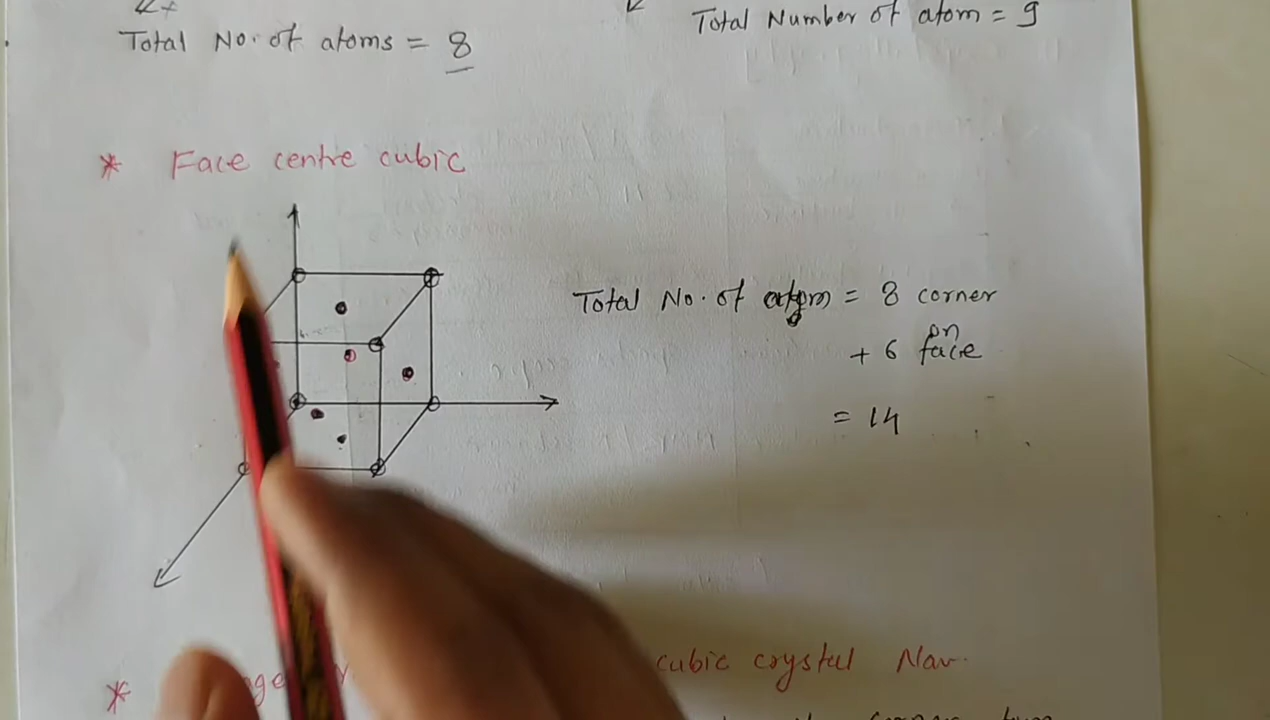 Total No. of atoms = 8
Total Number of atom = 9
* Face centre cubic
Total No. of atom = 8 corner
+ 6 on face
= 14
* cubic crystal Nav.